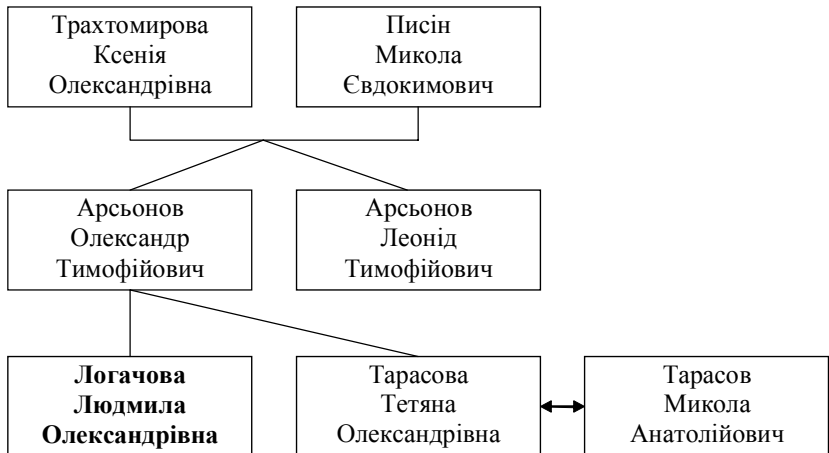 Трахтомирова
Ксенія
Олександрівна
Писін
Микола
Євдокимович
Арсьонов
Олександр
Тимофійович
Арсьонов
Леонід
Тимофійович
Логачова
Людмила
Олександрівна
Тарасова
Тетяна
Олександрівна
Тарасов
Микола
Анатолійович